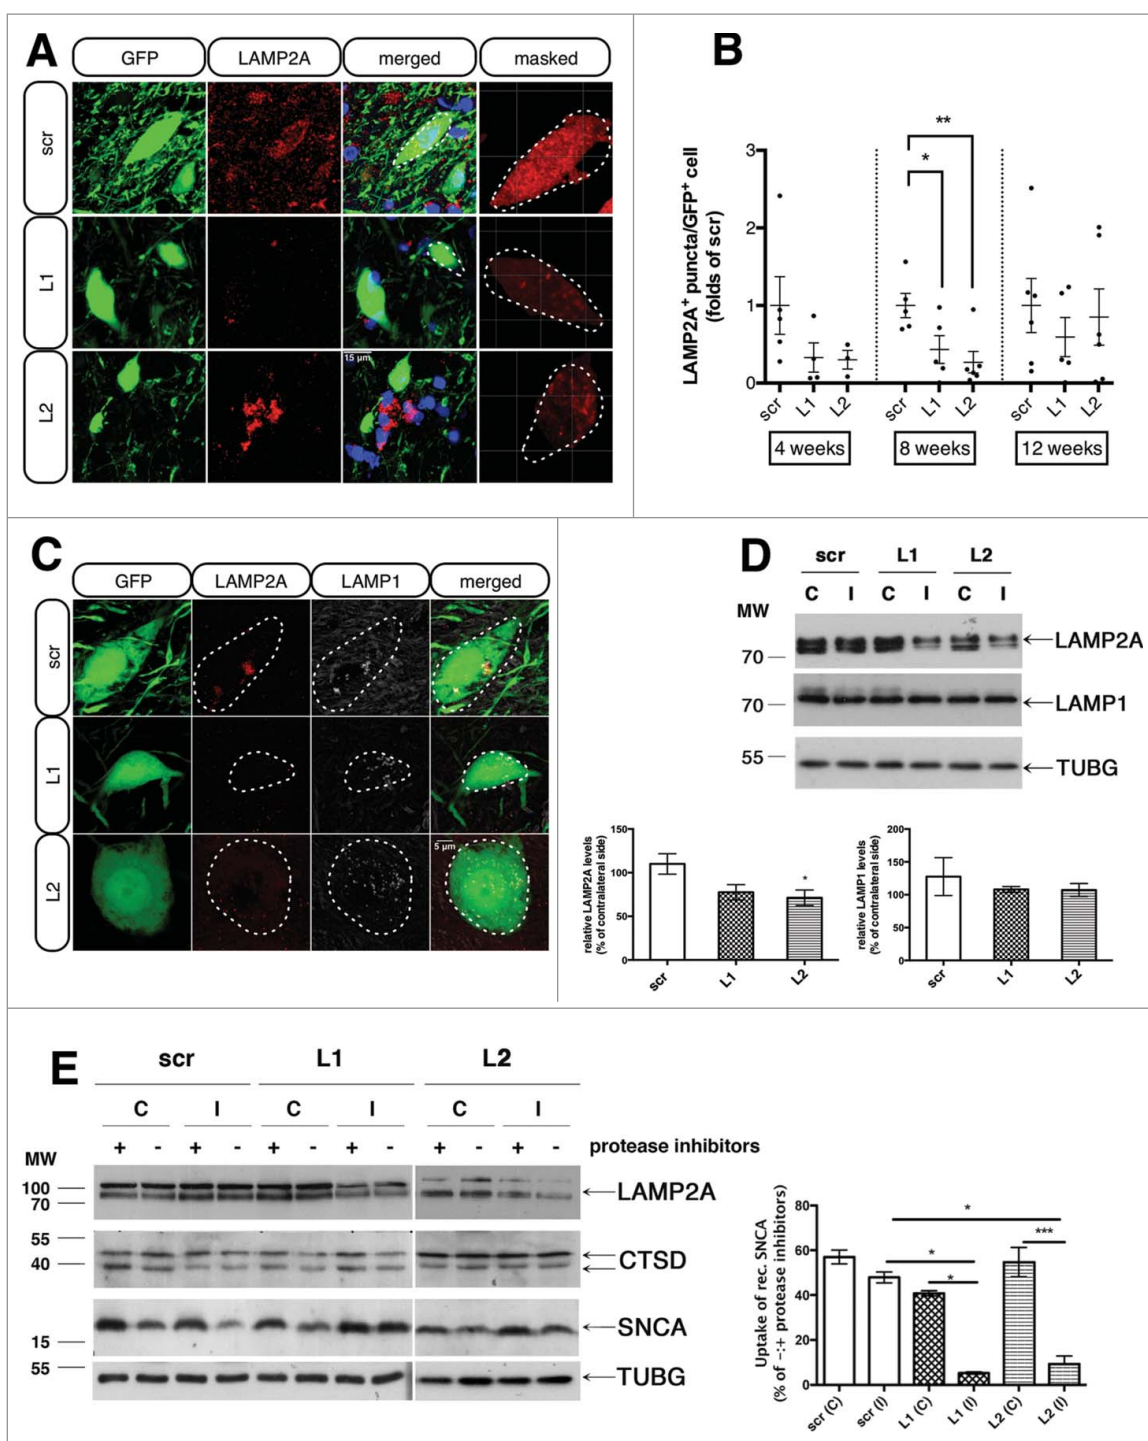 A
GFP
LAMP2A
merged
masked
scr
L1
L2
15 µm
B
LAMP2A+ puncta/GFP+ cell
(folds of scr)
3
2
1
0
*
**
scr
L1
L2
scr
L1
L2
scr
L1
L2
4 weeks
8 weeks
12 weeks
C
GFP
LAMP2A
LAMP1
merged
scr
L1
L2
5 µm
D
scr
L1
L2
C
I
C
I
C
I
MW
70
LAMP2A
70
LAMP1
55
TUBG
relative LAMP2A levels
(% of contralateral side)
150
100
50
0
*
scr
L1
L2
relative LAMP1 levels
(% of contralateral side)
200
150
100
50
0
scr
L1
L2
E
scr
L1
L2
C
I
C
I
C
I
+ - + - + - + - + - + -
protease inhibitors
MW
100
70
LAMP2A
55
40
CTSD
15
SNCA
55
TUBG
Uptake of rec. SNCA
(% of −:+ protease inhibitors)
80
60
40
20
0
*
*
*
***
scr (C)
scr (I)
L1 (C)
L1 (I)
L2 (C)
L2 (I)